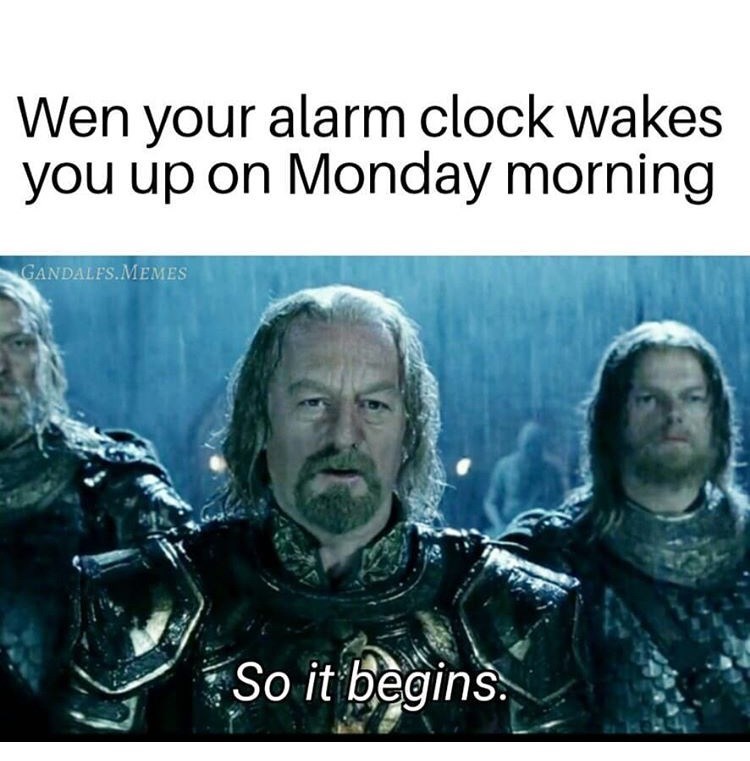 Wen your alarm clock wakes
you up on Monday morning
GANDALFS.MEMES
So it begins.